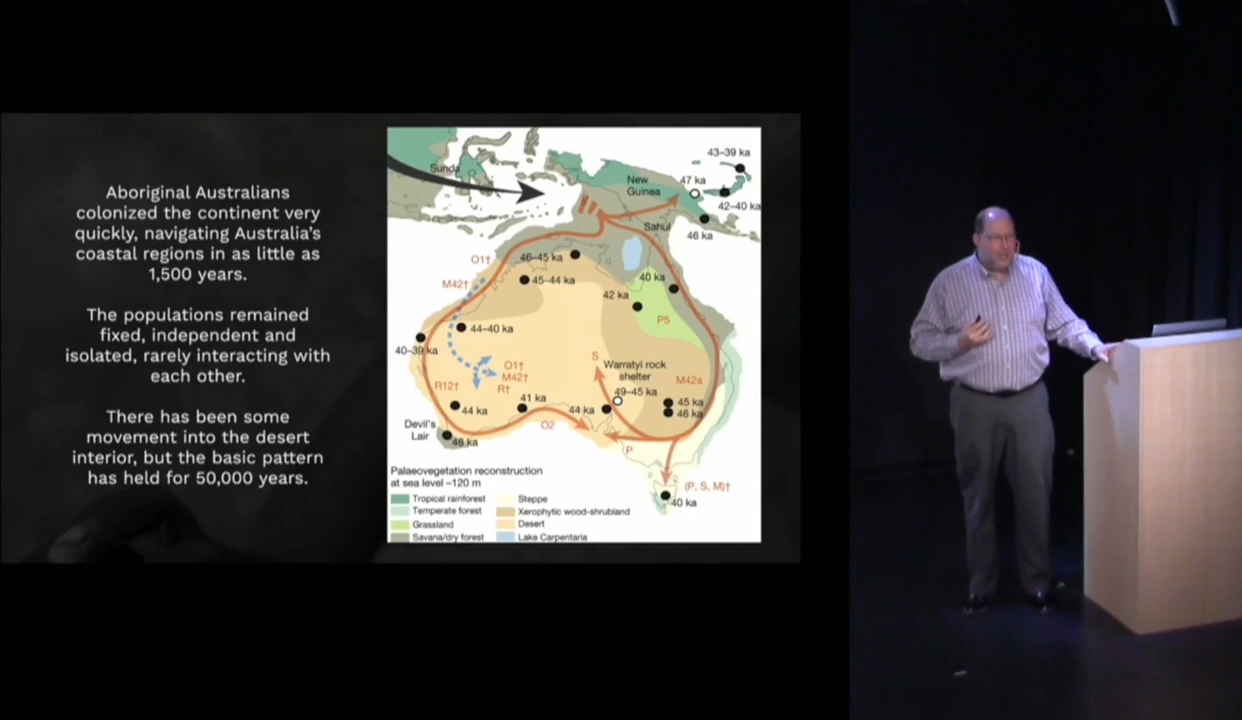 Aboriginal Australians
colonized the continent very
quickly, navigating Australia's
coastal regions in as little as
1,500 years.
The populations remained
fixed, independent and
isolated, rarely interacting with
each other.
There has been some
movement into the desert
interior, but the basic pattern
has held for 50,000 years.
43–39 ka
Sunda
New
Guinea
47 ka
42–40 ka
Sahul
46 ka
O1†
46–45 ka
M42†
45–44 ka
40 ka
42 ka
P5
44–40 ka
40–39 ka
S
Warratyi rock
shelter
O1†
M42†
R†
M42a
R12†
49–45 ka
41 ka
45 ka
44 ka
44 ka
46 ka
Devil's
Lair
O2
48 ka
P
Palaeovegetation reconstruction
at sea level –120 m
(P, S, M)†
40 ka
Tropical rainforest
Temperate forest
Grassland
Savana/dry forest
Steppe
Xerophytic wood-shrubland
Desert
Lake Carpentaria